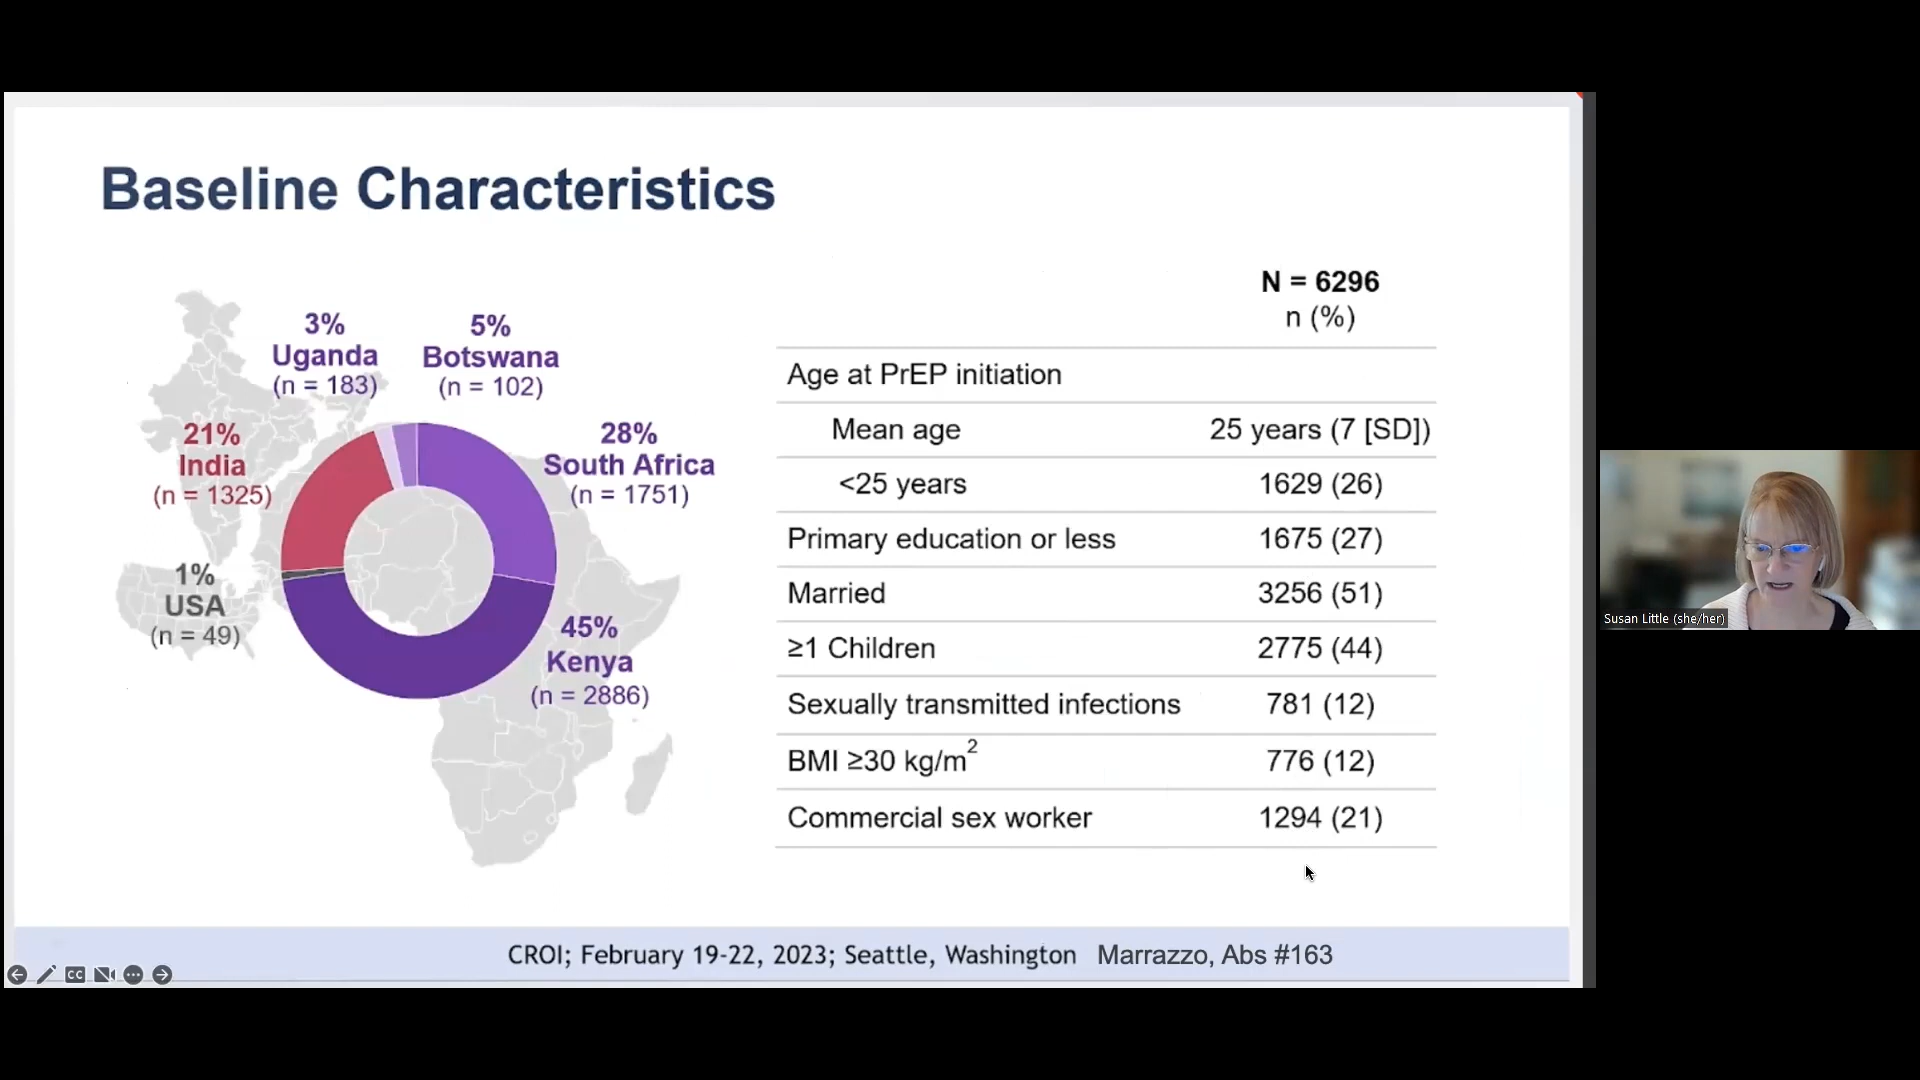 Baseline Characteristics
3%
Uganda
(n = 183)
5%
Botswana
(n = 102)
21%
India
(n = 1325)
28%
South Africa
(n = 1751)
1%
USA
(n = 49)
45%
Kenya
(n = 2886)
N = 6296
n (%)
Age at PrEP initiation
Mean age 25 years (7 [SD])
<25 years 1629 (26)
Primary education or less 1675 (27)
Married 3256 (51)
≥1 Children 2775 (44)
Sexually transmitted infections 781 (12)
BMI ≥30 kg/m² 776 (12)
Commercial sex worker 1294 (21)
CROI; February 19-22, 2023; Seattle, Washington Marrazzo, Abs #163
CC
Susan Little (she/her)